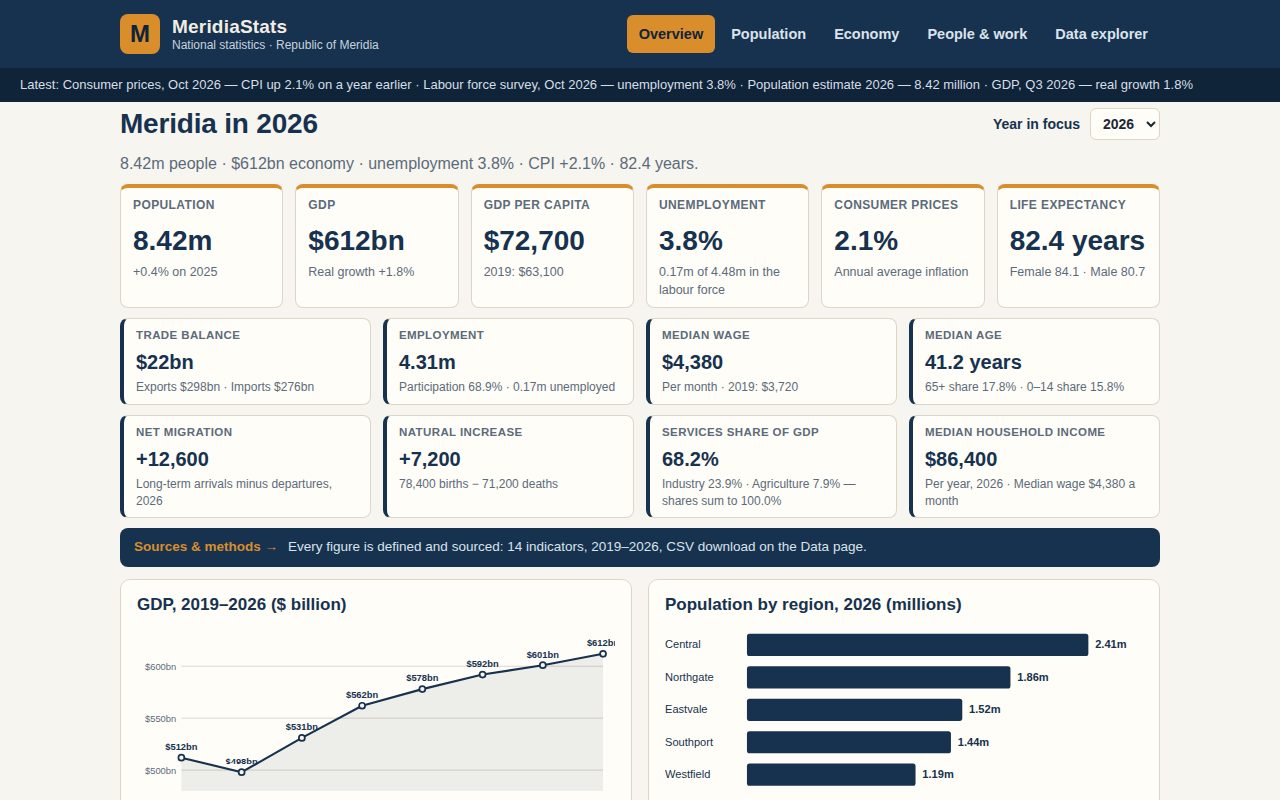 M
MeridiaStats
National statistics · Republic of Meridia
Overview Population Economy People & work Data explorer
Latest: Consumer prices, Oct 2026 — CPI up 2.1% on a year earlier · Labour force survey, Oct 2026 — unemployment 3.8% · Population estimate 2026 — 8.42 million · GDP, Q3 2026 — real growth 1.8%
Meridia in 2026
Year in focus 2026
8.42m people · $612bn economy · unemployment 3.8% · CPI +2.1% · 82.4 years.
POPULATION
8.42m
+0.4% on 2025
GDP
$612bn
Real growth +1.8%
GDP PER CAPITA
$72,700
2019: $63,100
UNEMPLOYMENT
3.8%
0.17m of 4.48m in the
labour force
CONSUMER PRICES
2.1%
Annual average inflation
LIFE EXPECTANCY
82.4 years
Female 84.1 · Male 80.7
TRADE BALANCE
$22bn
Exports $298bn · Imports $276bn
EMPLOYMENT
4.31m
Participation 68.9% · 0.17m unemployed
MEDIAN WAGE
$4,380
Per month · 2019: $3,720
MEDIAN AGE
41.2 years
65+ share 17.8% · 0–14 share 15.8%
NET MIGRATION
+12,600
Long-term arrivals minus departures,
2026
NATURAL INCREASE
+7,200
78,400 births − 71,200 deaths
SERVICES SHARE OF GDP
68.2%
Industry 23.9% · Agriculture 7.9% —
shares sum to 100.0%
MEDIAN HOUSEHOLD INCOME
$86,400
Per year, 2026 · Median wage $4,380 a
month
Sources & methods → Every figure is defined and sourced: 14 indicators, 2019–2026, CSV download on the Data page.
GDP, 2019–2026 ($ billion)
$600bn
$550bn
$500bn
$512bn
$498bn
$531bn
$562bn
$578bn
$592bn
$601bn
$612b
Population by region, 2026 (millions)
Central 2.41m
Northgate 1.86m
Eastvale 1.52m
Southport 1.44m
Westfield 1.19m